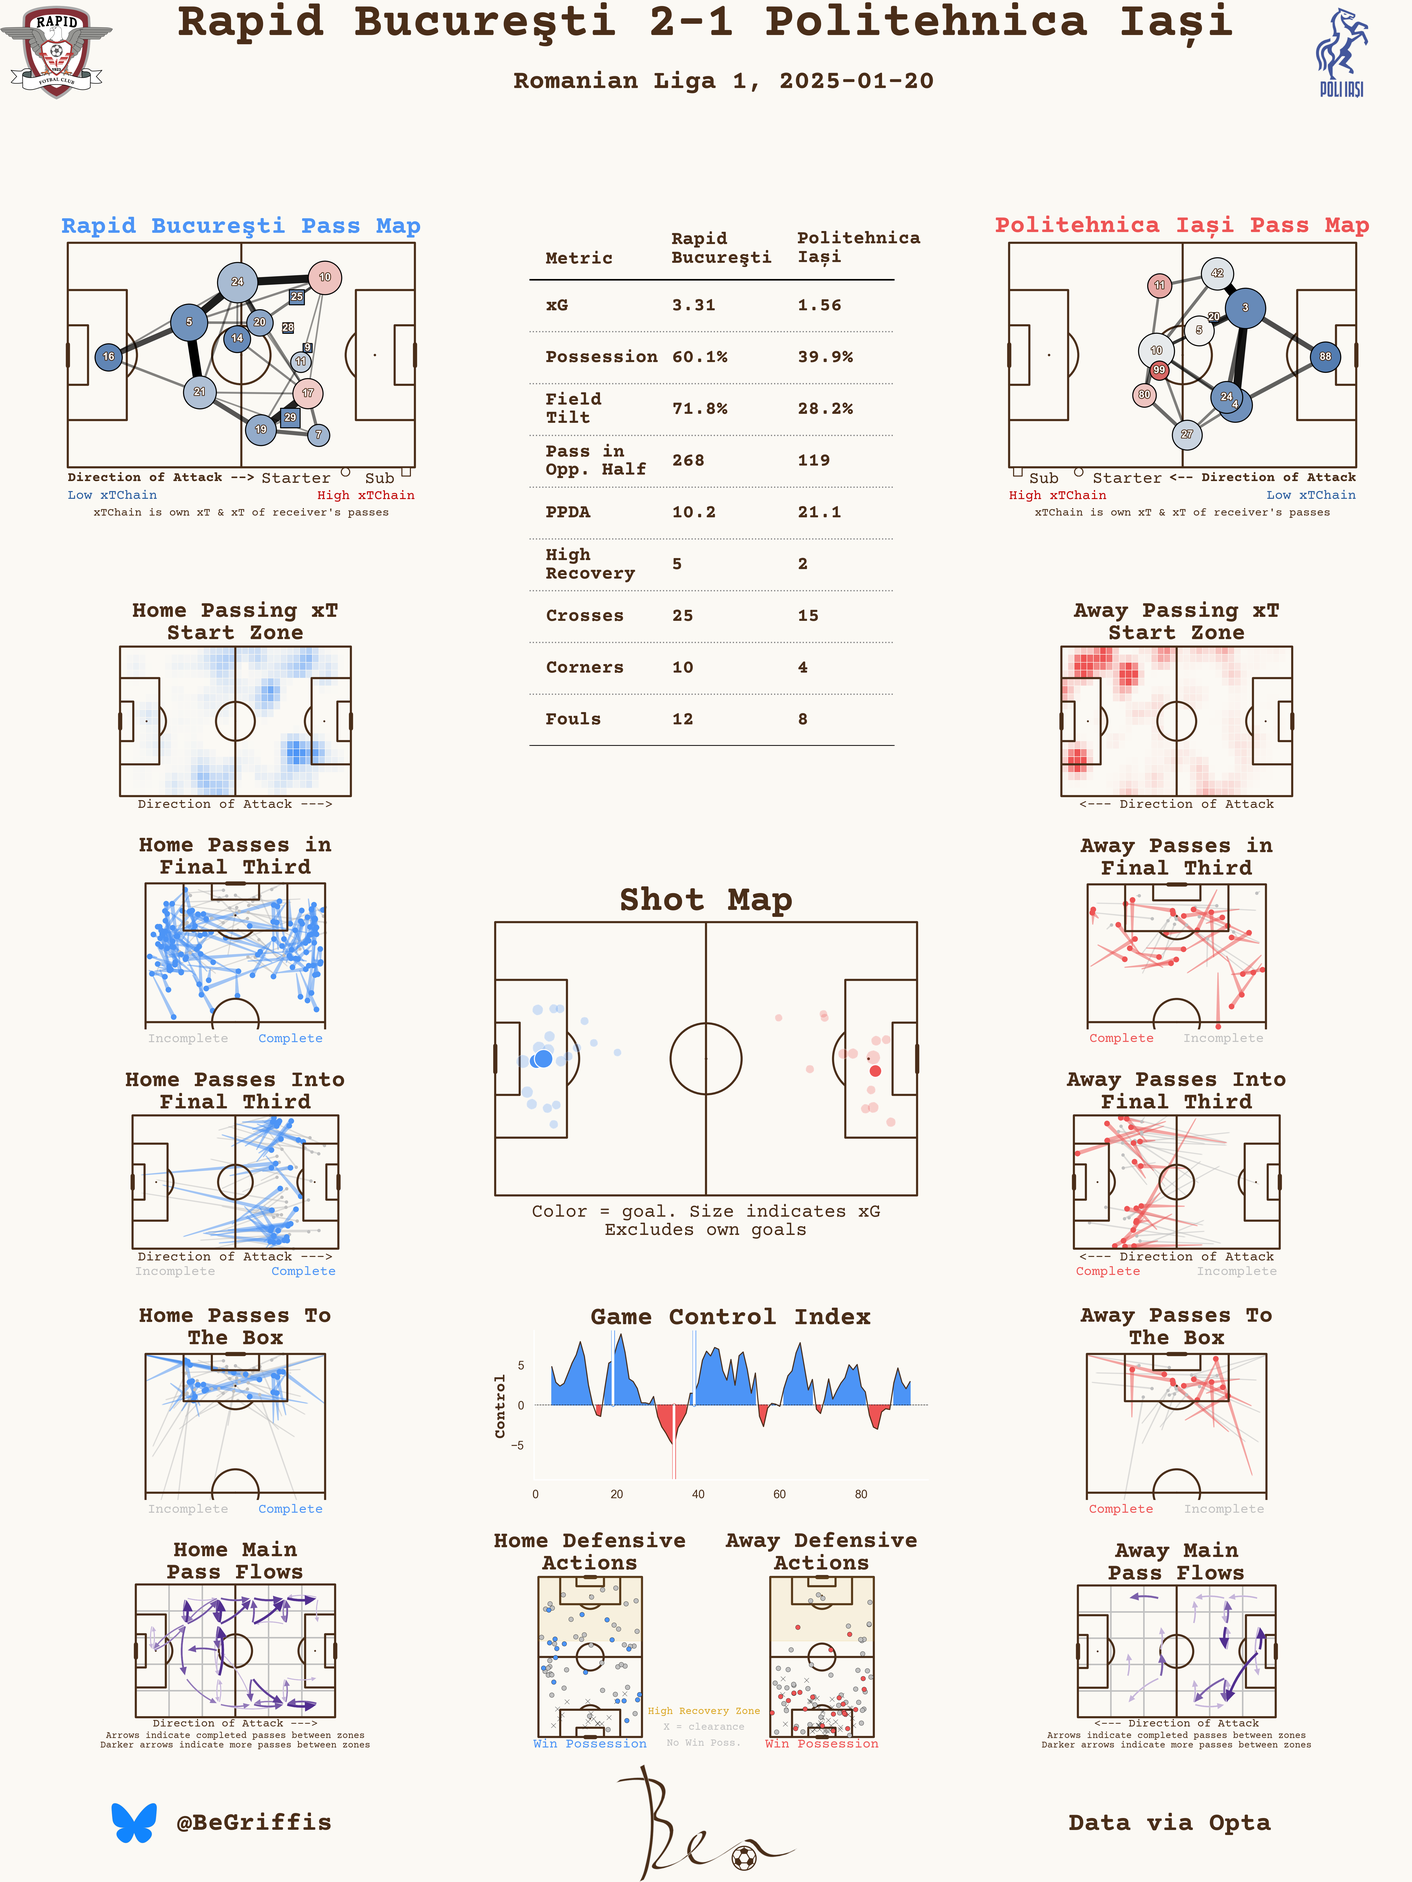 Rapid Bucureşti 2-1 Politehnica Iași
Romanian Liga 1, 2025-01-20
RAPID
1923
FOTBAL CLUB
POLI IAȘI
Rapid Bucureşti Pass Map
24
10
25
5
20
28
14
9
16
11
21
17
29
19
7
Direction of Attack --> Starter Sub
Low xTChain High xTChain
xTChain is own xT & xT of receiver's passes
Metric Rapid Bucureşti Politehnica Iași
xG 3.31 1.56
Possession 60.1% 39.9%
Field Tilt 71.8% 28.2%
Pass in Opp. Half 268 119
PPDA 10.2 21.1
High Recovery 5 2
Crosses 25 15
Corners 10 4
Fouls 12 8
Politehnica Iași Pass Map
42
11
3
20
5
10
88
99
80
24
4
27
Sub Starter <-- Direction of Attack
High xTChain Low xTChain
xTChain is own xT & xT of receiver's passes
Home Passing xT
Start Zone
Direction of Attack --->
Away Passing xT
Start Zone
<--- Direction of Attack
Home Passes in
Final Third
Incomplete Complete
Away Passes in
Final Third
Complete Incomplete
Shot Map
Color = goal. Size indicates xG
Excludes own goals
Home Passes Into
Final Third
Direction of Attack --->
Incomplete Complete
Away Passes Into
Final Third
<--- Direction of Attack
Complete Incomplete
Home Passes To
The Box
Incomplete Complete
Game Control Index
Control
5
0
−5
0 20 40 60 80
Away Passes To
The Box
Complete Incomplete
Home Main
Pass Flows
Direction of Attack --->
Arrows indicate completed passes between zones
Darker arrows indicate more passes between zones
Home Defensive
Actions
Win Possession
High Recovery Zone
X = clearance
No Win Poss.
Away Defensive
Actions
Win Possession
Away Main
Pass Flows
<--- Direction of Attack
Arrows indicate completed passes between zones
Darker arrows indicate more passes between zones
@BeGriffis
Ben
Data via Opta